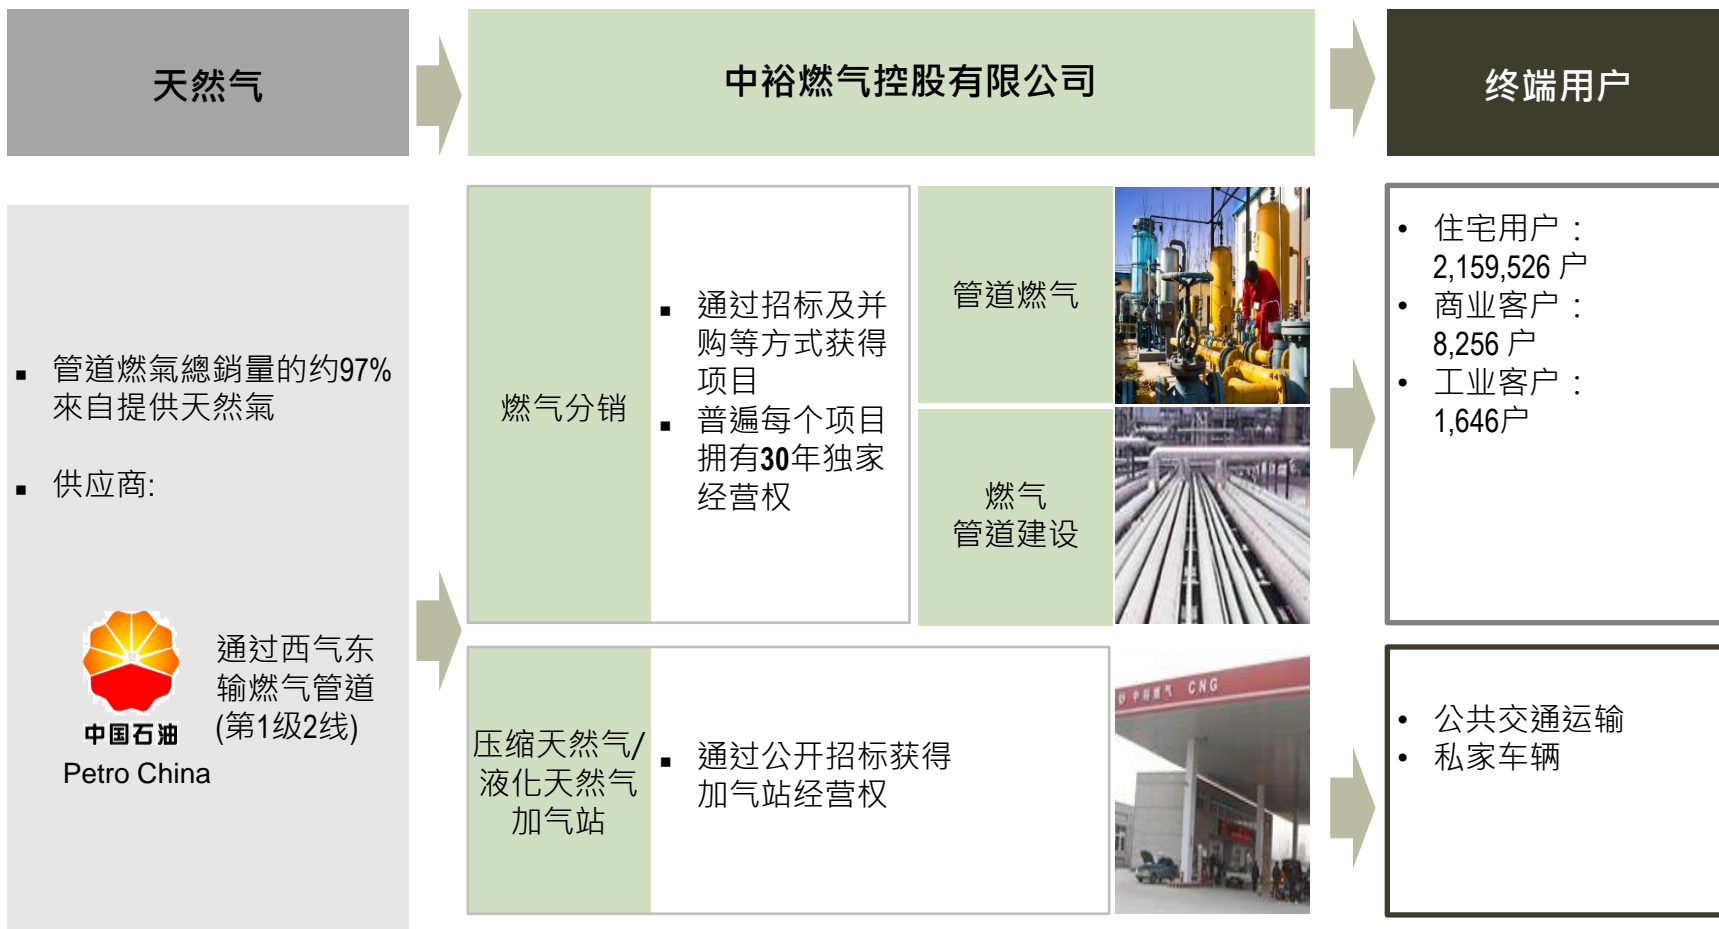 天然气
中裕燃气控股有限公司
终端用户
▪ 管道燃氣總銷量的约97%
來自提供天然氣
▪ 供应商:
中国石油
Petro China
通过西气东
输燃气管道
(第1级2线)
燃气分销
▪ 通过招标及并
购等方式获得
项目
▪ 普遍每个项目
拥有30年独家
经营权
管道燃气
燃气
管道建设
压缩天然气/
液化天然气
加气站
▪ 通过公开招标获得
加气站经营权
中裕燃气 CNG
• 住宅用户：
2,159,526 户
• 商业客户：
8,256 户
• 工业客户：
1,646户
• 公共交通运输
• 私家车辆